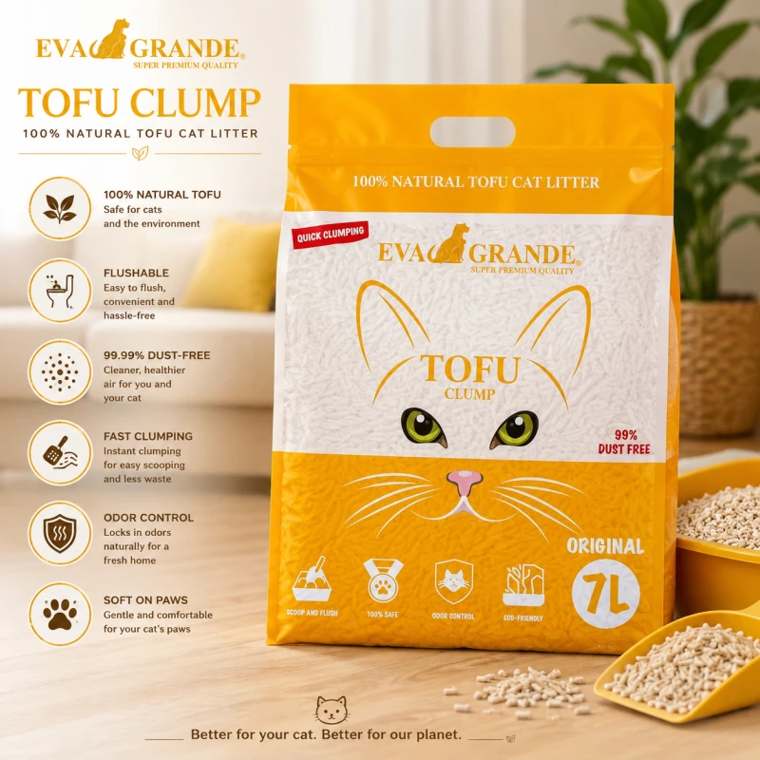 EVA GRANDE®
SUPER PREMIUM QUALITY
TOFU CLUMP
100% NATURAL TOFU CAT LITTER
100% NATURAL TOFU
Safe for cats
and the environment
FLUSHABLE
Easy to flush,
convenient and
hassle-free
99.99% DUST-FREE
Cleaner, healthier
air for you and
your cat
FAST CLUMPING
Instant clumping
for easy scooping
and less waste
ODOR CONTROL
Locks in odors
naturally for a
fresh home
SOFT ON PAWS
Gentle and comfortable
for your cat's paws
100% NATURAL TOFU CAT LITTER
QUICK CLUMPING
EVA GRANDE®
SUPER PREMIUM QUALITY
TOFU
CLUMP
99%
DUST FREE
ORIGINAL
7L
SCOOP AND FLUSH
100% SAFE
ODOR CONTROL
ECO-FRIENDLY
Better for your cat. Better for our planet.